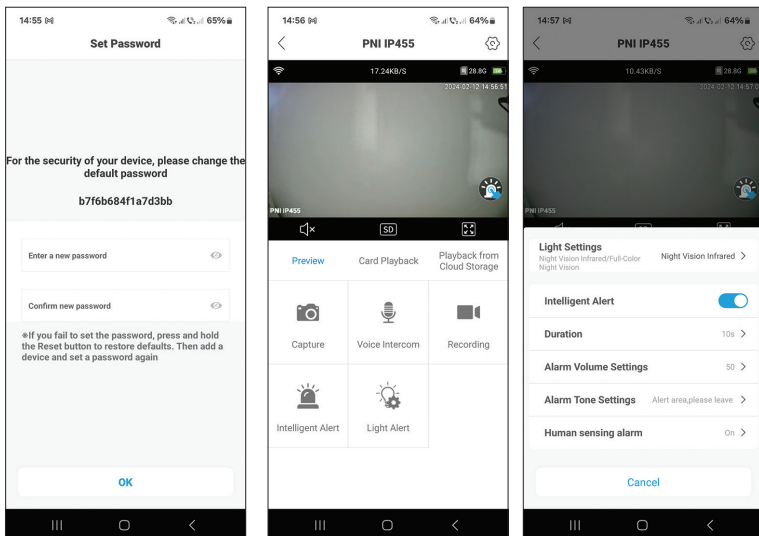 14:55
65%
Set Password
For the security of your device, please change the
default password
b7f6b684f1a7d3bb
Enter a new password
Confirm new password
※If you fail to set the password, press and hold
the Reset button to restore defaults. Then add a
device and set a password again
OK
14:56
64%
PNI IP455
17.24KB/S
28.8G
2024-02-12 14:56:51
PNI IP455
SD
Preview
Card Playback
Playback from
Cloud Storage
Capture
Voice Intercom
Recording
Intelligent Alert
Light Alert
14:57
64%
PNI IP455
10.43KB/S
28.8G
2024-02-12 14:57:0
PNI IP455
Light Settings
Night Vision Infrared/Full-Color
Night Vision
Night Vision Infrared
Intelligent Alert
Duration
10s
Alarm Volume Settings
50
Alarm Tone Settings
Alert area,please leave
Human sensing alarm
On
Cancel